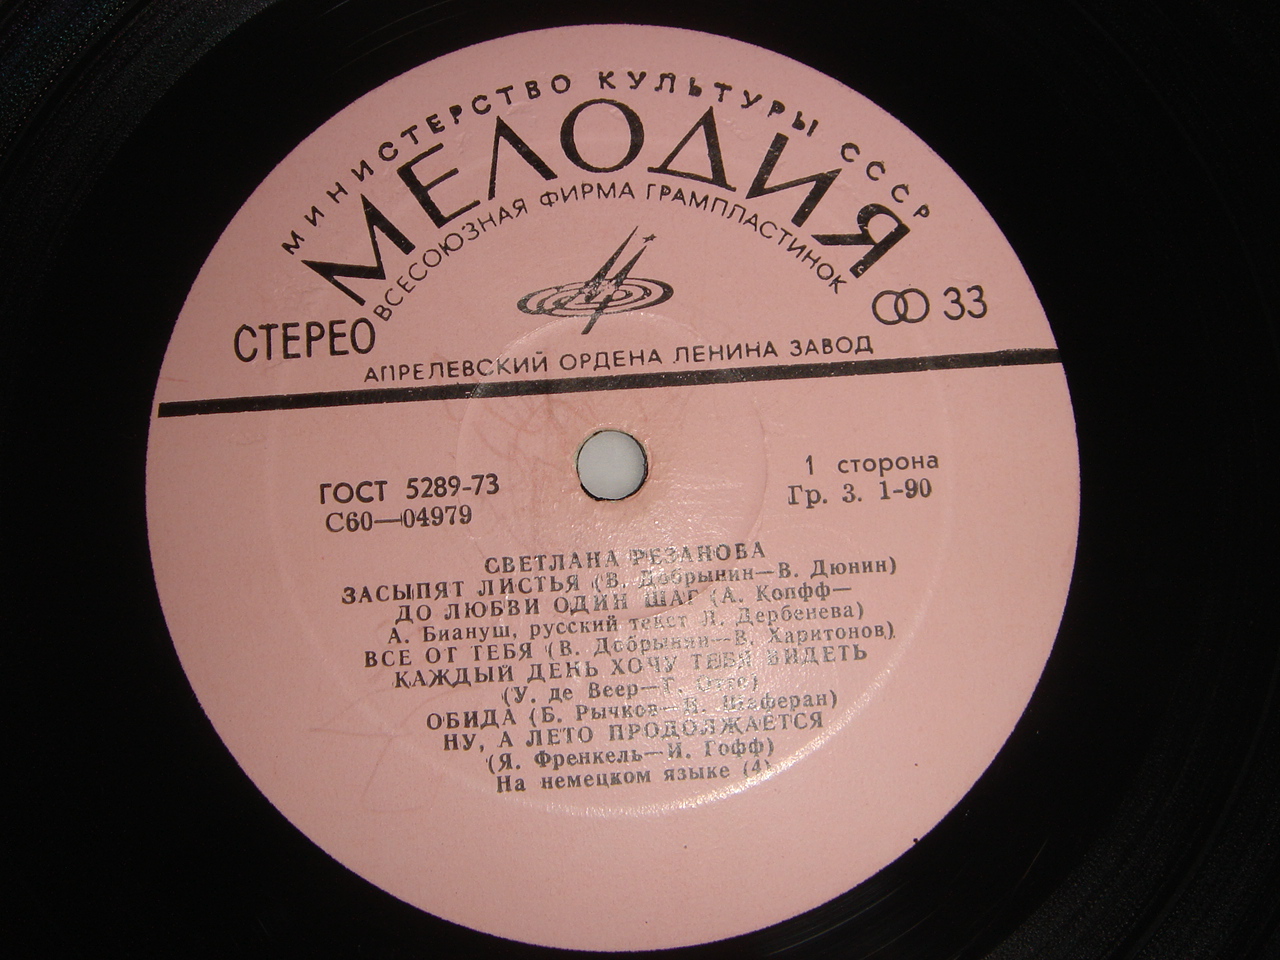 МИНИСТЕРСТВО КУЛЬТУРЫ СССР
МЕЛОДИЯ
ВСЕСОЮЗНАЯ ФИРМА ГРАМПЛАСТИНОК
СТЕРЕО
33
АПРЕЛЕВСКИЙ ОРДЕНА ЛЕНИНА ЗАВОД
ГОСТ 5289-73
С60—04979
1 сторона
Гр. 3. 1-90
СВЕТЛАНА РЕЗАНОВА
ЗАСЫПЯТ ЛИСТЬЯ (В. Добрынин—В. Дюнин)
ДО ЛЮБВИ ОДИН ШАГ (А. Копфф—
А. Биануш, русский текст Л. Дербенева)
ВСЕ ОТ ТЕБЯ (В. Добрынин—В. Харитонов)
КАЖДЫЙ ДЕНЬ ХОЧУ ТЕБЯ ВИДЕТЬ
(У. де Веер—Г. Отте)
ОБИДА (Б. Рычков—И. Шаферан)
НУ, А ЛЕТО ПРОДОЛЖАЕТСЯ
(Я. Френкель—И. Гофф)
На немецком языке (4)